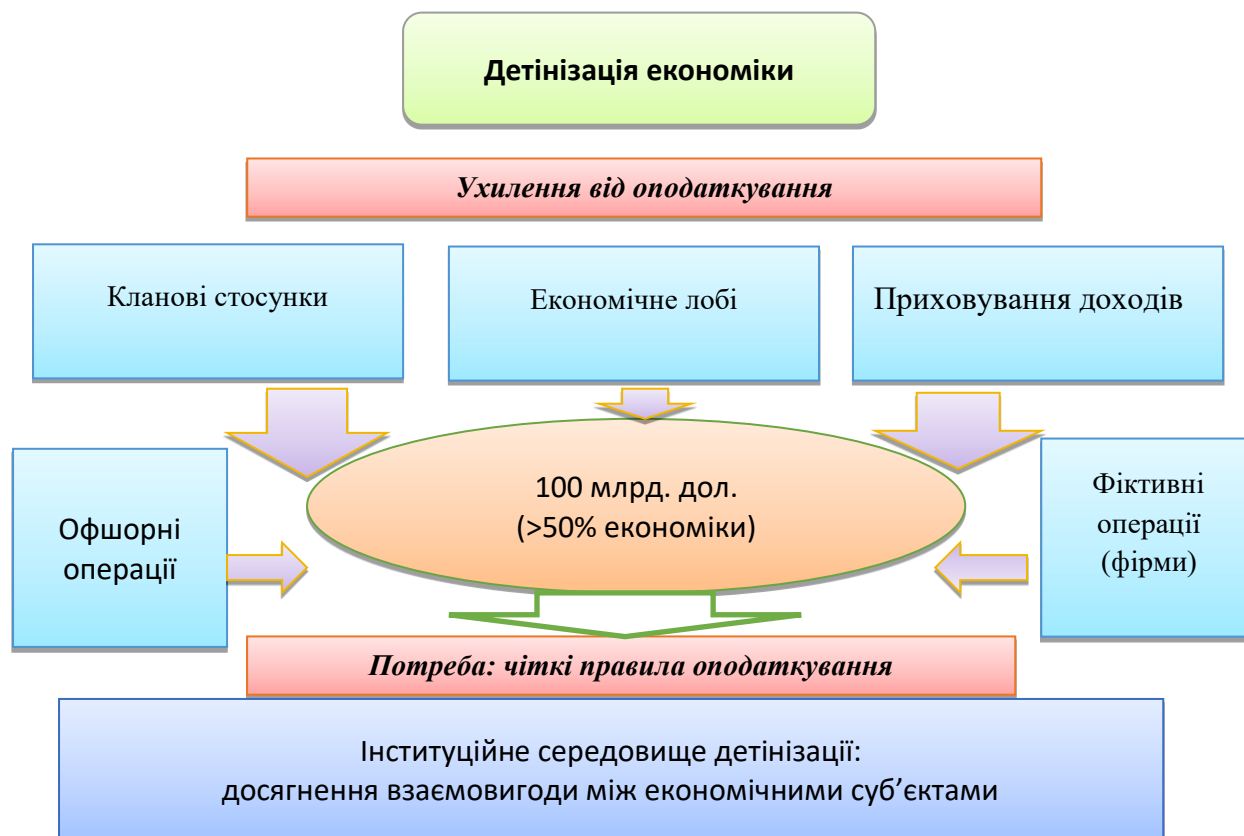 Детінізація економіки
Ухилення від оподаткування
Кланові стосунки
Економічне лобі
Приховування доходів
Офшорні
операції
100 млрд. дол.
(>50% економіки)
Фіктивні
операції
(фірми)
Потреба: чіткі правила оподаткування
Інституційне середовище детінізації:
досягнення взаємовигоди між економічними суб’єктами